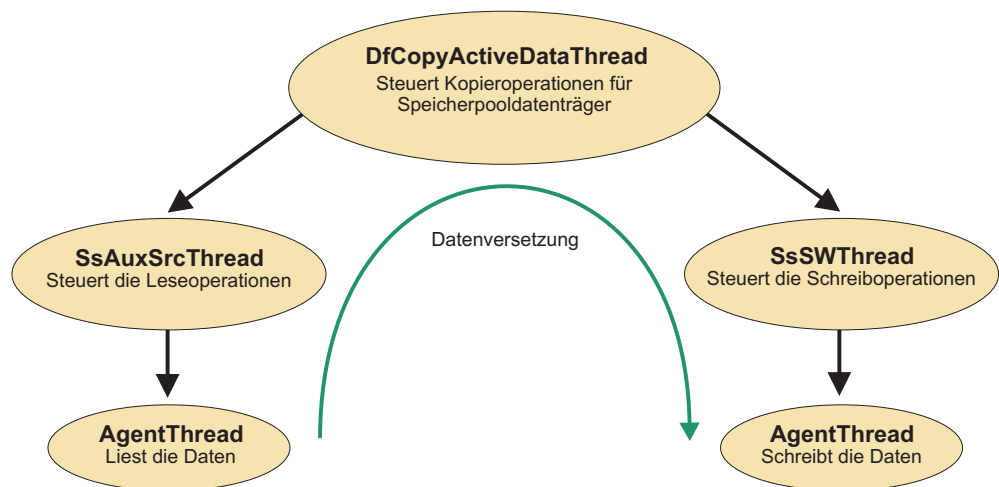 DfCopyActiveDataThread
Steuert Kopieroperationen für
Speicherpooldatenträger
Datenversetzung
SsAuxSrcThread
Steuert die Leseoperationen
SsSWThread
Steuert die Schreiboperationen
AgentThread
Liest die Daten
AgentThread
Schreibt die Daten